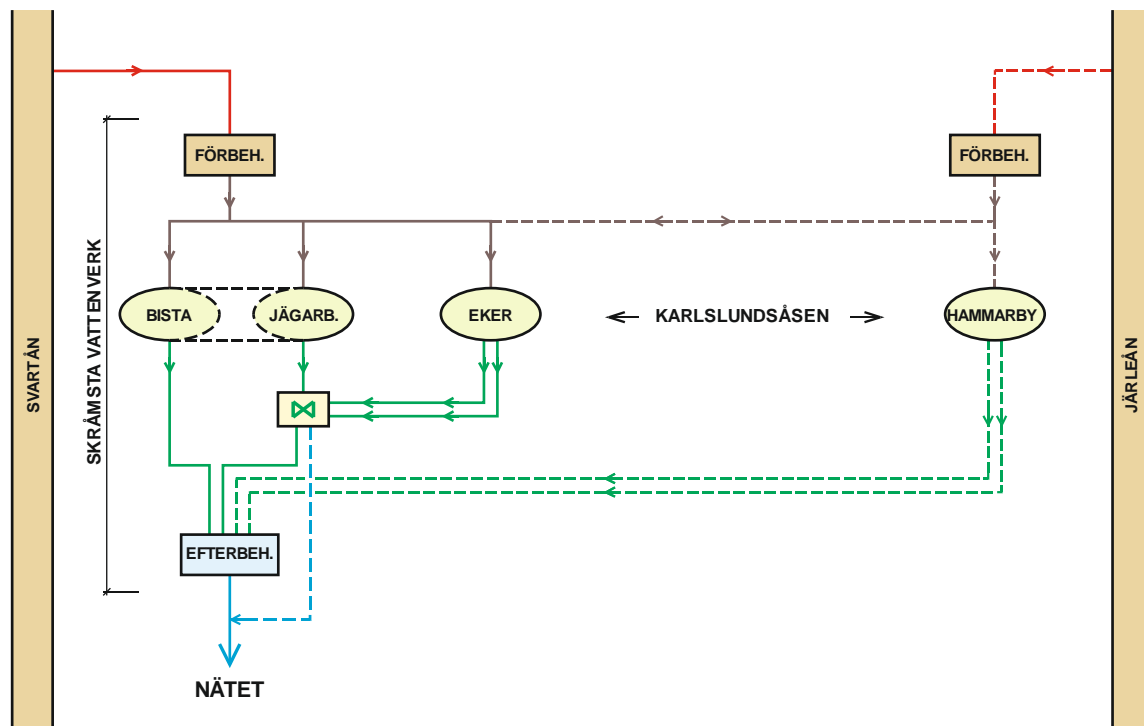 FÖRBEH.
FÖRBEH.
SKRÅMSTA VATTENVERK
SVARTÅN
JÄRLEÅN
BISTA
JÄGARB.
EKER
KARLSLUNDSÅSEN
HAMMARBY
EFTERBEH.
NÄTET